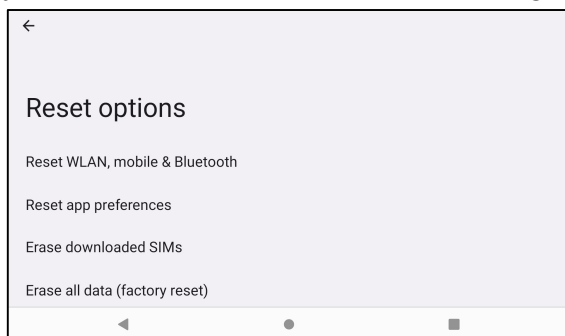 Reset options
Reset WLAN, mobile & Bluetooth
Reset app preferences
Erase downloaded SIMs
Erase all data (factory reset)